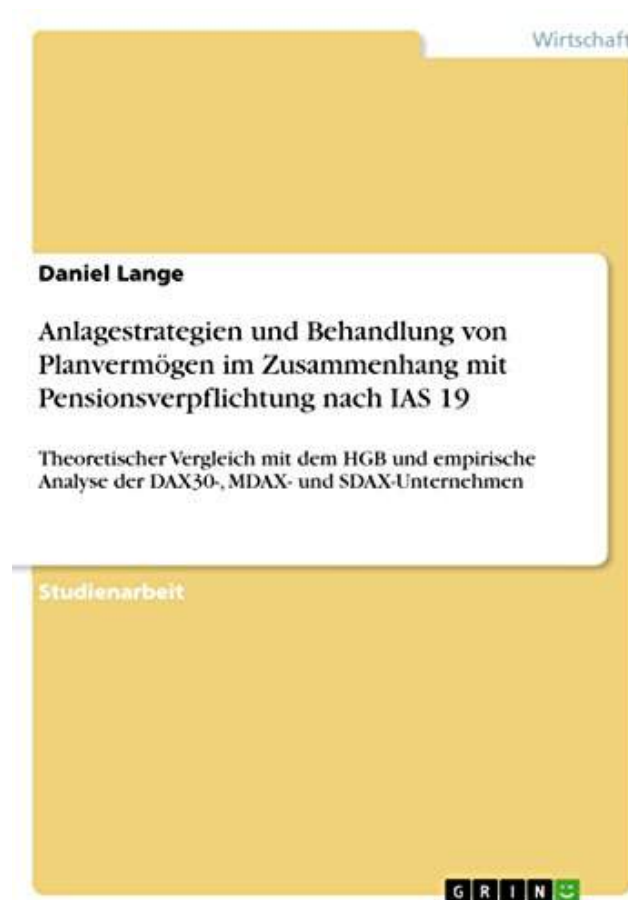 Wirtschaft
Daniel Lange
Anlagestrategien und Behandlung von
Planvermögen im Zusammenhang mit
Pensionsverpflichtung nach IAS 19
Theoretischer Vergleich mit dem HGB und empirische
Analyse der DAX30-, MDAX- und SDAX-Unternehmen
Studienarbeit
GRIN